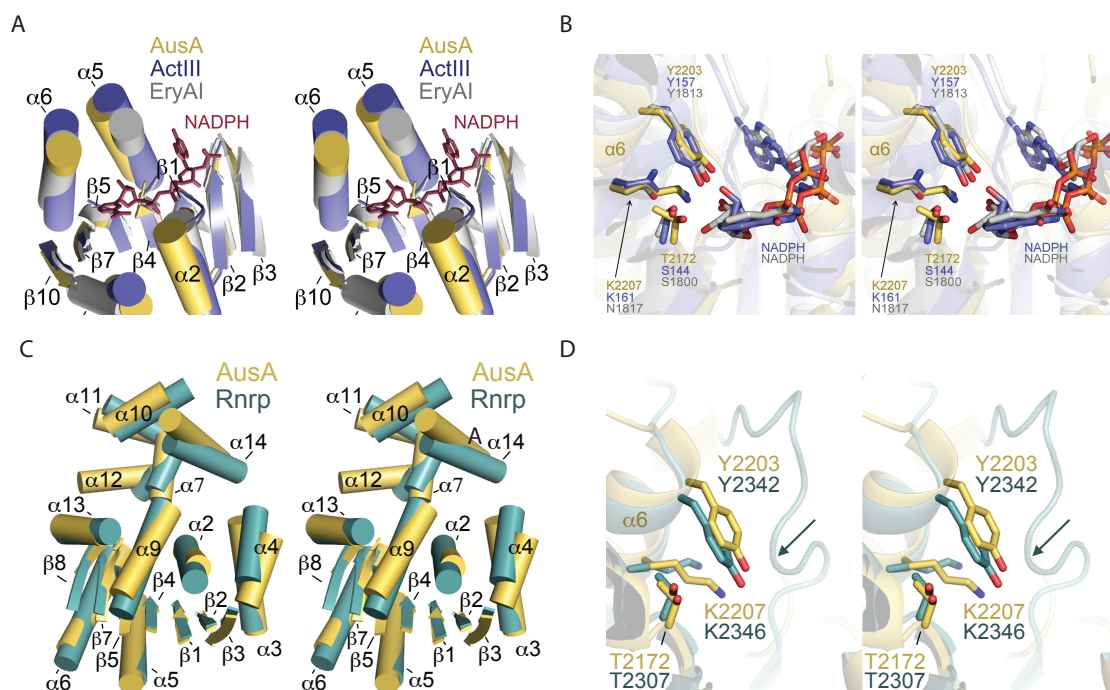 A
AusA
ActIII
EryAI
α5
α6
NADPH
β1
β5
β7
β4
α2
β10
β2
β3
AusA
ActIII
EryAI
α5
α6
NADPH
β1
β5
β7
β4
α2
β10
β2
β3
B
Y2203
Y157
Y1813
α6
T2172
S144
S1800
K2207
K161
N1817
NADPH
NADPH
Y2203
Y157
Y1813
α6
T2172
S144
S1800
K2207
K161
N1817
NADPH
NADPH
C
AusA
Rnrp
α11
α10
α14
α12
α7
α13
α2
α9
α4
β8
β4
β2
β7
β5
β1
β3
α3
α6
α5
AusA
Rnrp
A
α11
α10
α14
α12
α7
α13
α2
α9
α4
β8
β4
β2
β7
β5
β1
β3
α3
α6
α5
D
Y2203
Y2342
α6
K2207
K2346
T2172
T2307
Y2203
Y2342
α6
K2207
K2346
T2172
T2307